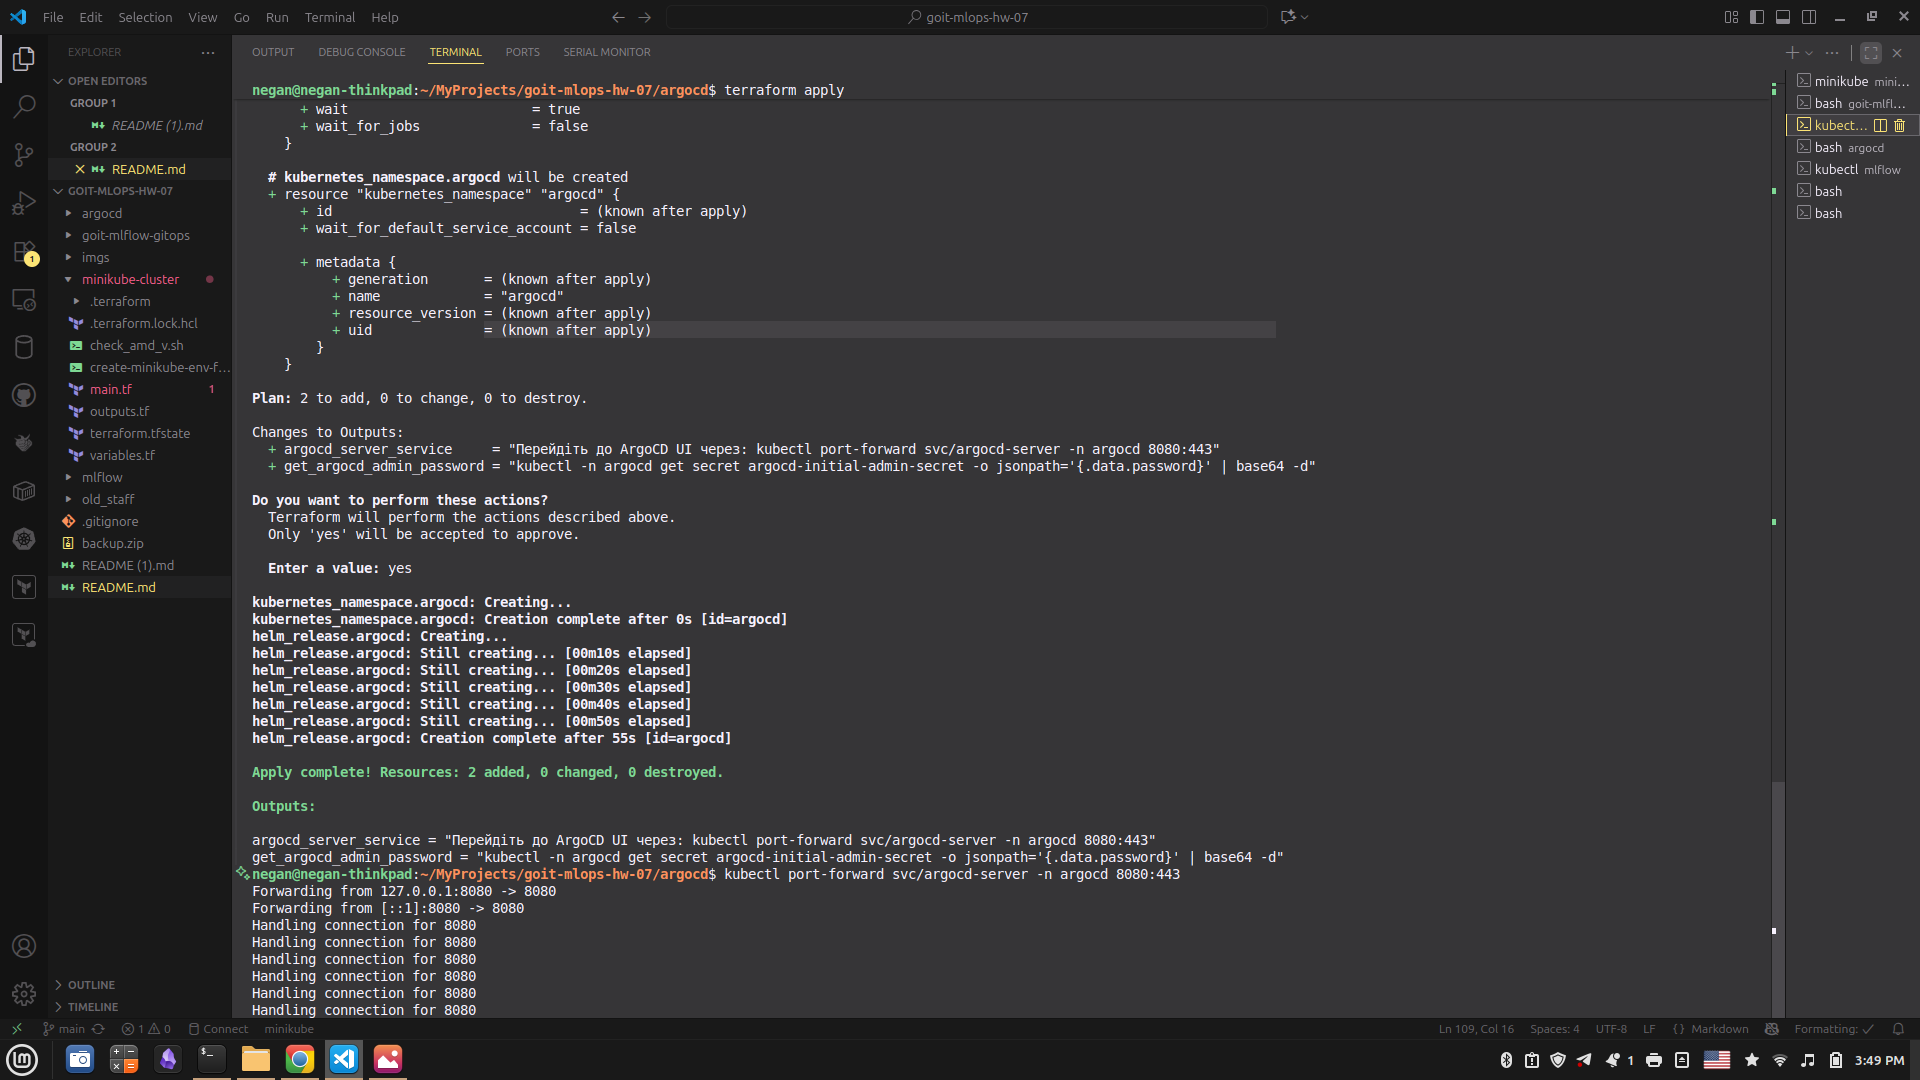 File Edit Selection View Go Run Terminal Help
goit-mlops-hw-07
EXPLORER
OPEN EDITORS
GROUP 1
README (1).md
GROUP 2
README.md
GOIT-MLOPS-HW-07
argocd
goit-mlflow-gitops
imgs
minikube-cluster
.terraform
.terraform.lock.hcl
check_amd_v.sh
create-minikube-env-f...
main.tf 1
outputs.tf
terraform.tfstate
variables.tf
mlflow
old_staff
.gitignore
backup.zip
README (1).md
README.md
OUTLINE
TIMELINE
1
OUTPUT DEBUG CONSOLE TERMINAL PORTS SERIAL MONITOR
negan@negan-thinkpad:~/MyProjects/goit-mlops-hw-07/argocd$ terraform apply
+ wait = true
+ wait_for_jobs = false
}
# kubernetes_namespace.argocd will be created
+ resource "kubernetes_namespace" "argocd" {
+ id = (known after apply)
+ wait_for_default_service_account = false
+ metadata {
+ generation = (known after apply)
+ name = "argocd"
+ resource_version = (known after apply)
+ uid = (known after apply)
}
}
Plan: 2 to add, 0 to change, 0 to destroy.
Changes to Outputs:
+ argocd_server_service = "Перейдіть до ArgoCD UI через: kubectl port-forward svc/argocd-server -n argocd 8080:443"
+ get_argocd_admin_password = "kubectl -n argocd get secret argocd-initial-admin-secret -o jsonpath='{.data.password}' | base64 -d"
Do you want to perform these actions?
Terraform will perform the actions described above.
Only 'yes' will be accepted to approve.
Enter a value: yes
kubernetes_namespace.argocd: Creating...
kubernetes_namespace.argocd: Creation complete after 0s [id=argocd]
helm_release.argocd: Creating...
helm_release.argocd: Still creating... [00m10s elapsed]
helm_release.argocd: Still creating... [00m20s elapsed]
helm_release.argocd: Still creating... [00m30s elapsed]
helm_release.argocd: Still creating... [00m40s elapsed]
helm_release.argocd: Still creating... [00m50s elapsed]
helm_release.argocd: Creation complete after 55s [id=argocd]
Apply complete! Resources: 2 added, 0 changed, 0 destroyed.
Outputs:
argocd_server_service = "Перейдіть до ArgoCD UI через: kubectl port-forward svc/argocd-server -n argocd 8080:443"
get_argocd_admin_password = "kubectl -n argocd get secret argocd-initial-admin-secret -o jsonpath='{.data.password}' | base64 -d"
negan@negan-thinkpad:~/MyProjects/goit-mlops-hw-07/argocd$ kubectl port-forward svc/argocd-server -n argocd 8080:443
Forwarding from 127.0.0.1:8080 -> 8080
Forwarding from [::1]:8080 -> 8080
Handling connection for 8080
Handling connection for 8080
Handling connection for 8080
Handling connection for 8080
Handling connection for 8080
Handling connection for 8080
minikube mini...
bash goit-mlfl...
kubect...
bash argocd
kubectl mlflow
bash
bash
main 1 0 Connect minikube
Ln 109, Col 16 Spaces: 4 UTF-8 LF {} Markdown Formatting:
1 3:49 PM